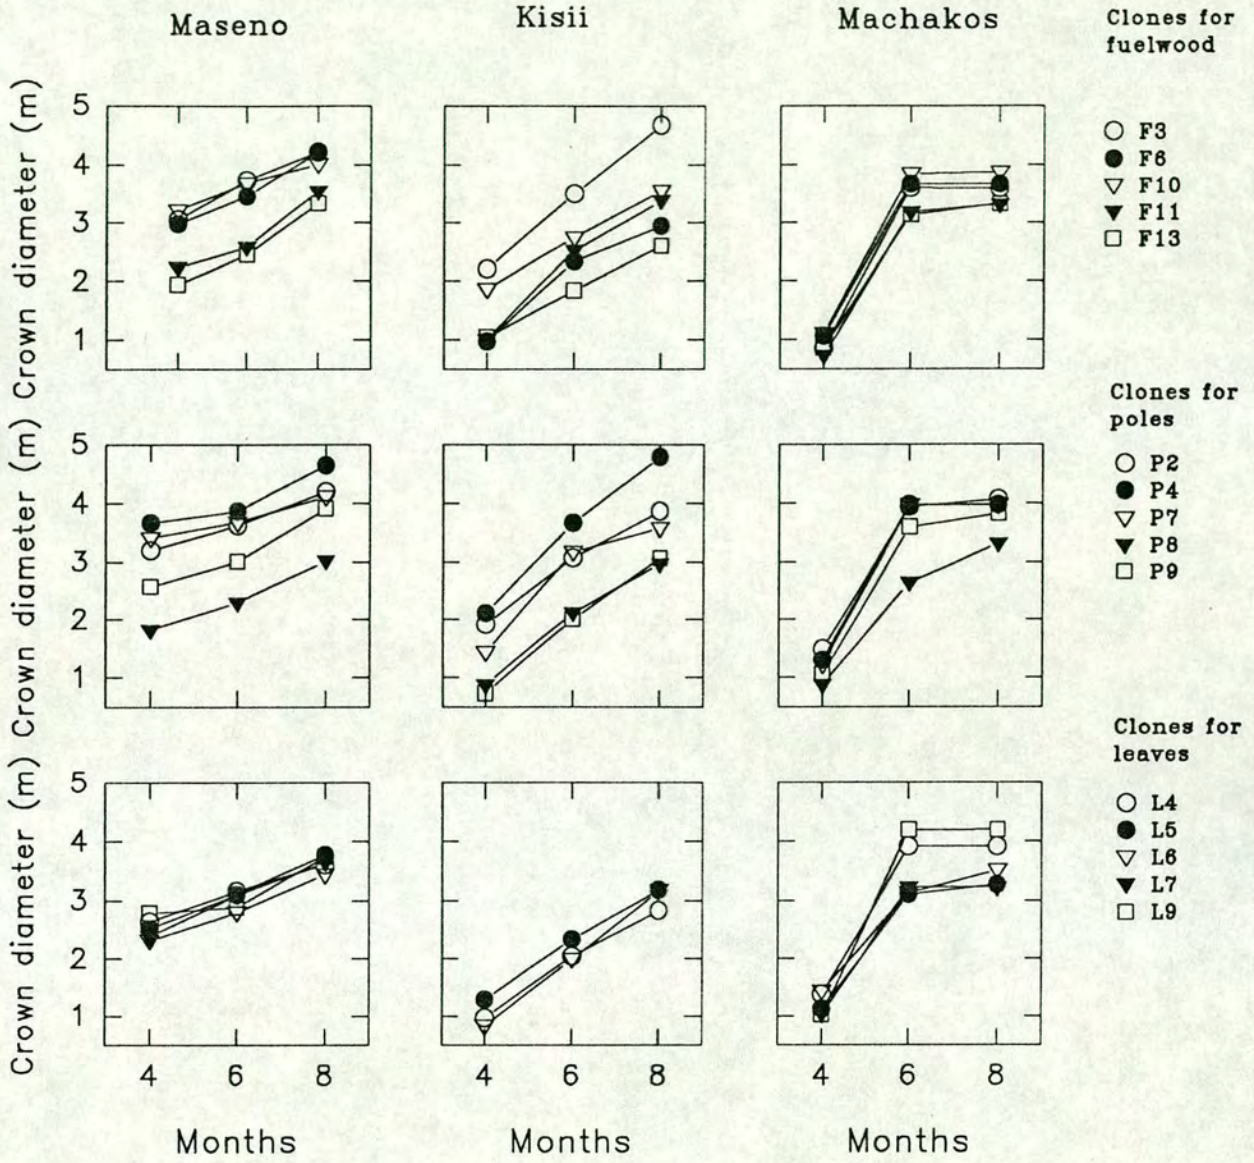 Maseno
Kisii
Machakos
Clones for
fuelwood
Crown diameter (m)
5
4
3
2
1
F3
F6
F10
F11
F13
Clones for
poles
Crown diameter (m)
5
4
3
2
1
P2
P4
P7
P8
P9
Clones for
leaves
Crown diameter (m)
5
4
3
2
1
L4
L5
L6
L7
L9
4 6 8
4 6 8
4 6 8
Months
Months
Months